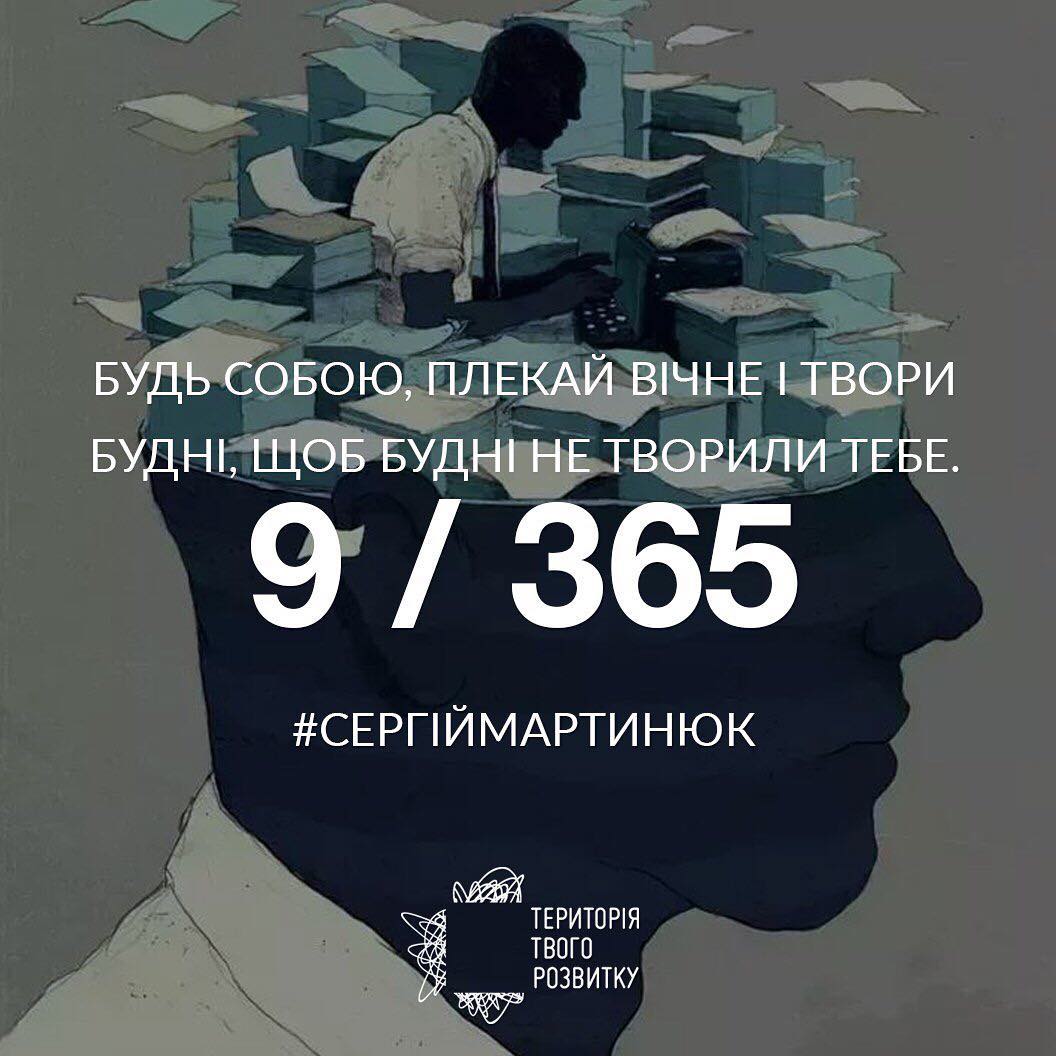 БУДЬ СОБОЮ, ПЛЕКАЙ ВІЧНЕ І ТВОРИ
БУДНІ, ЩОБ БУДНІ НЕ ТВОРИЛИ ТЕБЕ.
9 / 365
#СЕРГІЙМАРТИНЮК
ТЕРИТОРІЯ
ТВОГО
РОЗВИТКУ